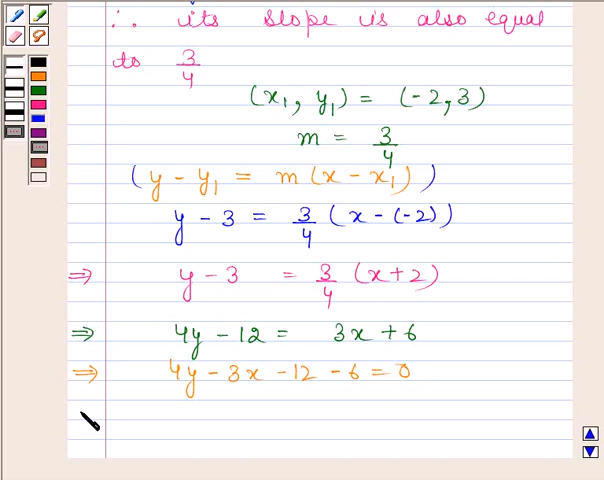 ∴ its slope is also equal
to 3/4
(x₁, y₁) = (-2, 3)
m = 3/4
(y - y₁ = m(x - x₁))
y - 3 = 3/4 (x - (-2))
⇒ y - 3 = 3/4 (x + 2)
⇒ 4y - 12 = 3x + 6
⇒ 4y - 3x - 12 - 6 = 0